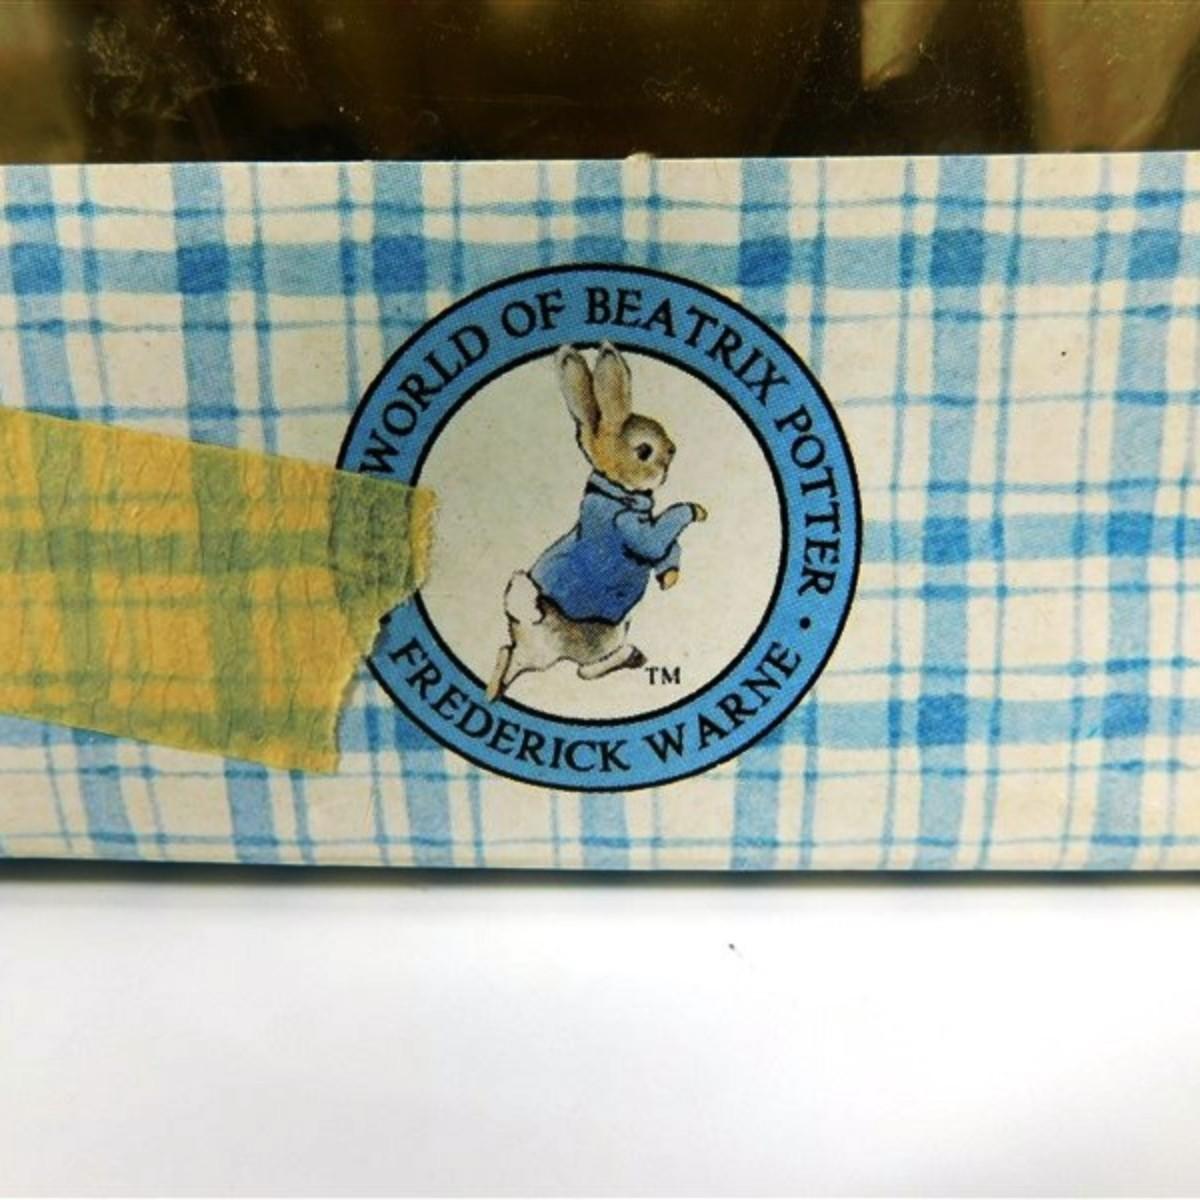 WORLD OF BEATRIX POTTER •
FREDERICK WARNE
TM